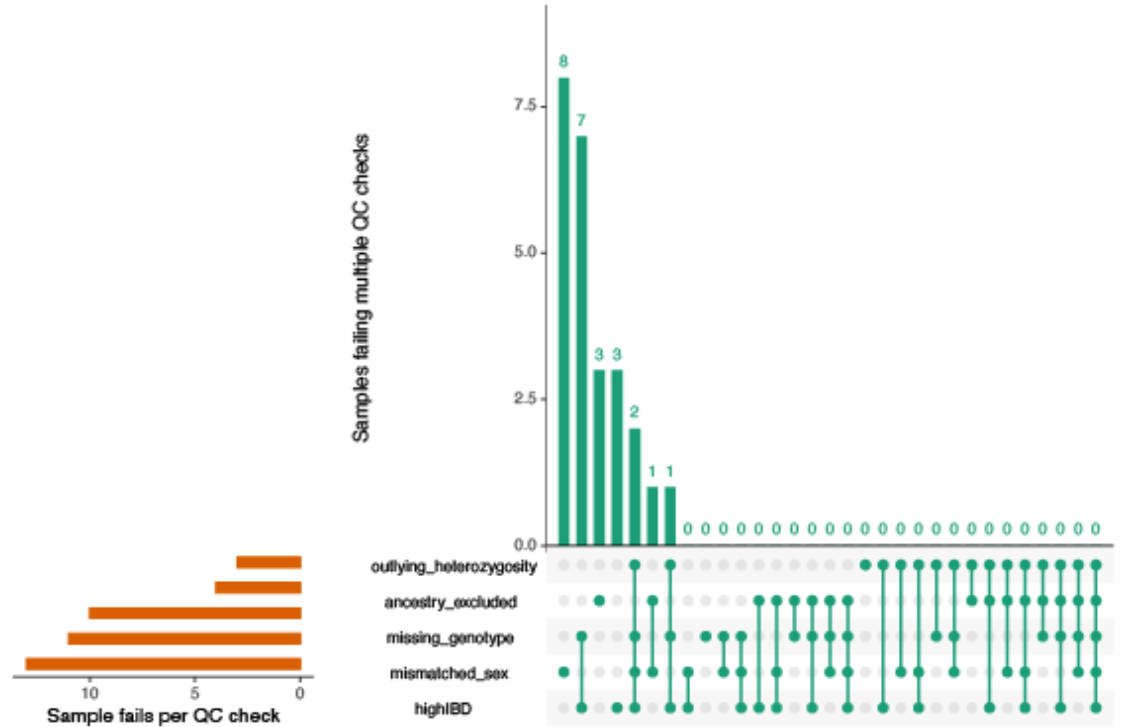 8
7
3 3
2
1 1
0 0 0 0 0 0 0 0 0 0 0 0 0 0 0 0 0 0 0 0 0 0 0 0
7.5
5.0
2.5
0.0
Samples failing multiple QC checks
outlying_heterozygosity
ancestry_excluded
missing_genotype
mismatched_sex
highIBD
10 5 0
Sample fails per QC check